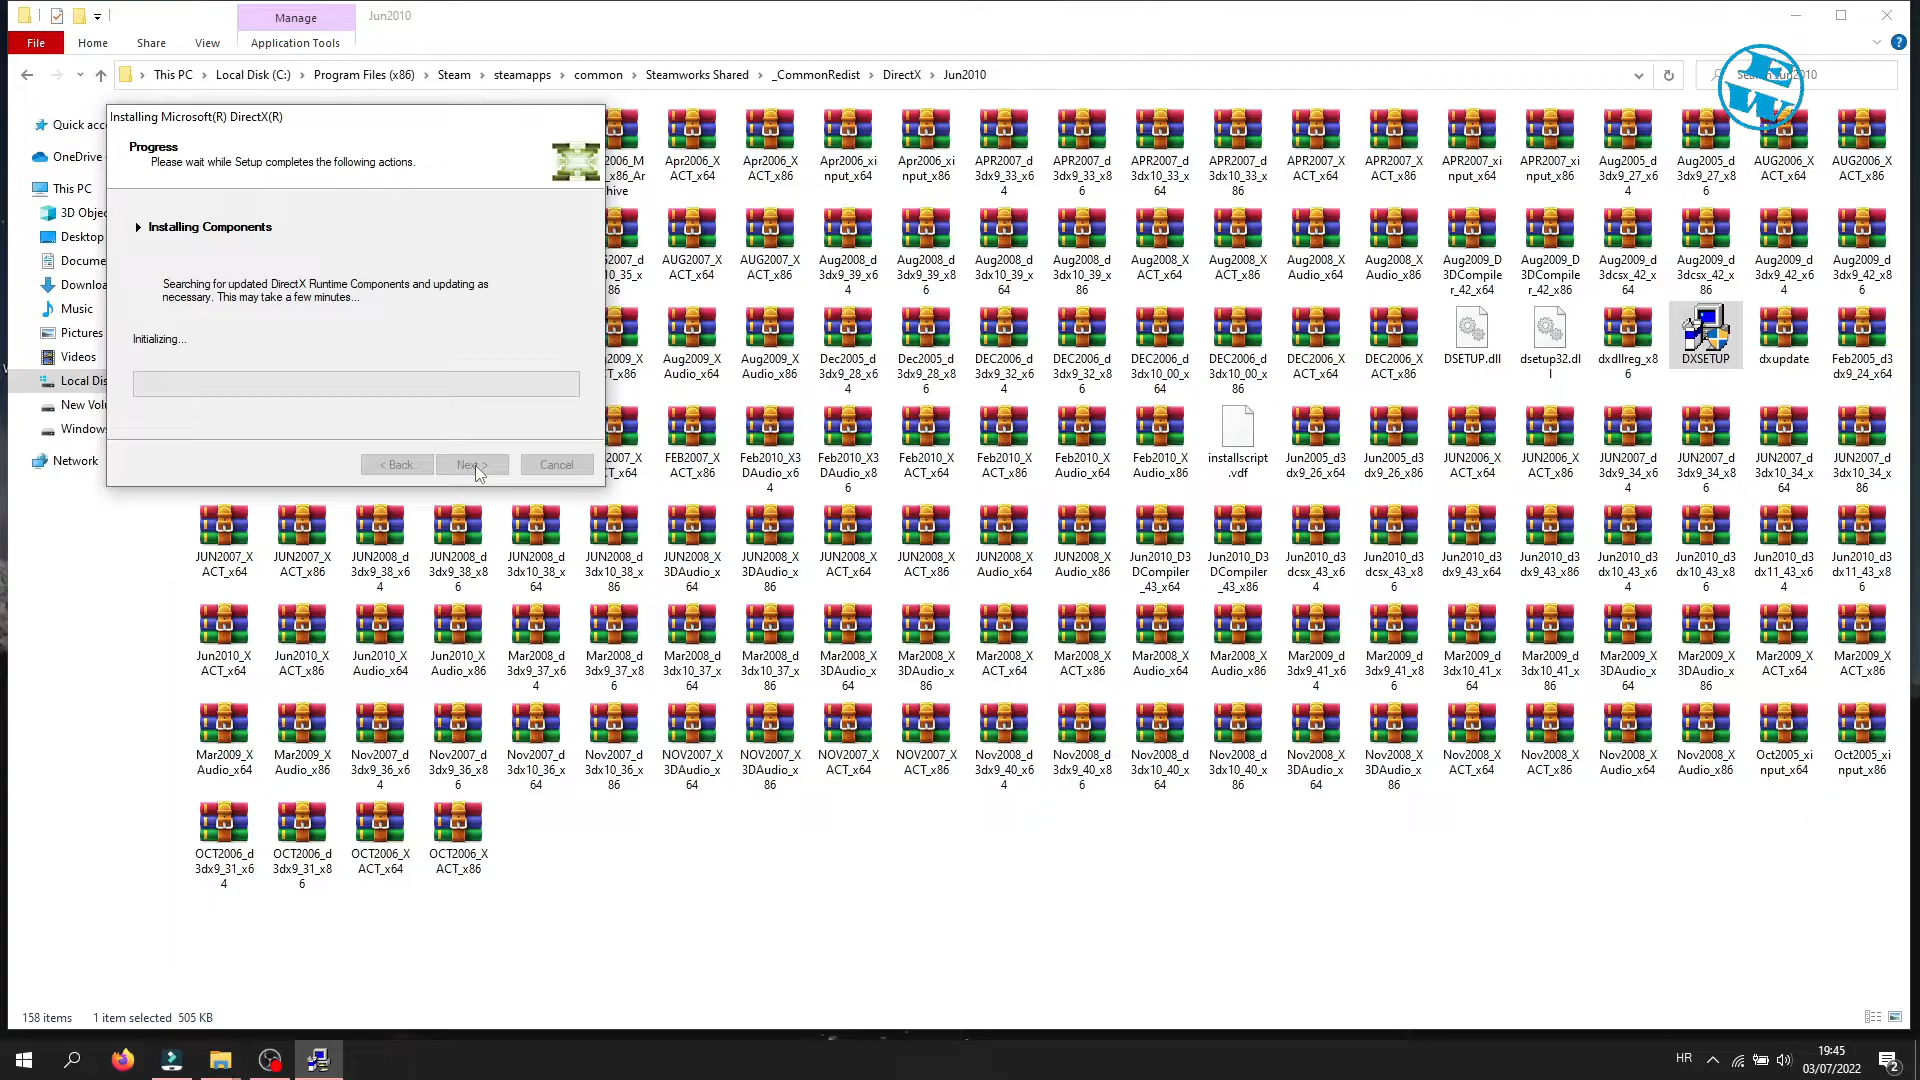 Manage
Jun2010
File
Home
Share
View
Application Tools
This PC
Local Disk (C:)
Program Files (x86)
Steam
steamapps
common
Steamworks Shared
_CommonRedist
DirectX
Jun2010
EW
Quick acc
OneDrive
This PC
3D Objec
Desktop
Docume
Downloa
Music
Pictures
Videos
Local Dis
New Volu
Windows
Network
Installing Microsoft(R) DirectX(R)
Progress
Please wait while Setup completes the following actions.
Installing Components
Searching for updated DirectX Runtime Components and updating as
necessary. This may take a few minutes...
Initializing...
< Back
Next >
Cancel
2006_M
_x86_Ar
hive
Apr2006_X
ACT_x64
Apr2006_X
ACT_x86
Apr2006_xi
nput_x64
Apr2006_xi
nput_x86
APR2007_d
3dx9_33_x6
4
APR2007_d
3dx9_33_x8
6
APR2007_d
3dx10_33_x
64
APR2007_d
3dx10_33_x
86
APR2007_X
ACT_x64
APR2007_X
ACT_x86
APR2007_xi
nput_x64
APR2007_xi
nput_x86
Aug2005_d
3dx9_27_x6
4
Aug2005_d
3dx9_27_x8
6
AUG2006_X
ACT_x64
AUG2006_X
ACT_x86
G2007_d
10_35_x
86
AUG2007_X
ACT_x64
AUG2007_X
ACT_x86
Aug2008_d
3dx9_39_x6
4
Aug2008_d
3dx9_39_x8
6
Aug2008_d
3dx10_39_x
64
Aug2008_d
3dx10_39_x
86
Aug2008_X
ACT_x64
Aug2008_X
ACT_x86
Aug2008_X
Audio_x64
Aug2008_X
Audio_x86
Aug2009_D
3DCompile
r_42_x64
Aug2009_D
3DCompile
r_42_x86
Aug2009_d
3dcsx_42_x
64
Aug2009_d
3dcsx_42_x
86
Aug2009_d
3dx9_42_x6
4
Aug2009_d
3dx9_42_x8
6
g2009_X
T_x86
Aug2009_X
Audio_x64
Aug2009_X
Audio_x86
Dec2005_d
3dx9_28_x6
4
Dec2005_d
3dx9_28_x8
6
DEC2006_d
3dx9_32_x6
4
DEC2006_d
3dx9_32_x8
6
DEC2006_d
3dx10_00_x
64
DEC2006_d
3dx10_00_x
86
DEC2006_X
ACT_x64
DEC2006_X
ACT_x86
DSETUP.dll
dsetup32.dl
l
dxdllreg_x8
6
DXSETUP
dxupdate
Feb2005_d3
dx9_24_x64
2007_X
T_x64
FEB2007_X
ACT_x86
Feb2010_X3
DAudio_x6
4
Feb2010_X3
DAudio_x8
6
Feb2010_X
ACT_x64
Feb2010_X
ACT_x86
Feb2010_X
Audio_x64
Feb2010_X
Audio_x86
installscript
.vdf
Jun2005_d3
dx9_26_x64
Jun2005_d3
dx9_26_x86
JUN2006_X
ACT_x64
JUN2006_X
ACT_x86
JUN2007_d
3dx9_34_x6
4
JUN2007_d
3dx9_34_x8
6
JUN2007_d
3dx10_34_x
64
JUN2007_d
3dx10_34_x
86
JUN2007_X
ACT_x64
JUN2007_X
ACT_x86
JUN2008_d
3dx9_38_x6
4
JUN2008_d
3dx9_38_x8
6
JUN2008_d
3dx10_38_x
64
JUN2008_d
3dx10_38_x
86
JUN2008_X
3DAudio_x
64
JUN2008_X
3DAudio_x
86
JUN2008_X
ACT_x64
JUN2008_X
ACT_x86
JUN2008_X
Audio_x64
JUN2008_X
Audio_x86
Jun2010_D3
DCompiler
_43_x64
Jun2010_D3
DCompiler
_43_x86
Jun2010_d3
dcsx_43_x6
4
Jun2010_d3
dcsx_43_x8
6
Jun2010_d3
dx9_43_x64
Jun2010_d3
dx9_43_x86
Jun2010_d3
dx10_43_x6
4
Jun2010_d3
dx10_43_x8
6
Jun2010_d3
dx11_43_x6
4
Jun2010_d3
dx11_43_x8
6
Jun2010_X
ACT_x64
Jun2010_X
ACT_x86
Jun2010_X
Audio_x64
Jun2010_X
Audio_x86
Mar2008_d
3dx9_37_x6
4
Mar2008_d
3dx9_37_x8
6
Mar2008_d
3dx10_37_x
64
Mar2008_d
3dx10_37_x
86
Mar2008_X
3DAudio_x
64
Mar2008_X
3DAudio_x
86
Mar2008_X
ACT_x64
Mar2008_X
ACT_x86
Mar2008_X
Audio_x64
Mar2008_X
Audio_x86
Mar2009_d
3dx9_41_x6
4
Mar2009_d
3dx9_41_x8
6
Mar2009_d
3dx10_41_x
64
Mar2009_d
3dx10_41_x
86
Mar2009_X
3DAudio_x
64
Mar2009_X
3DAudio_x
86
Mar2009_X
ACT_x64
Mar2009_X
ACT_x86
Mar2009_X
Audio_x64
Mar2009_X
Audio_x86
Nov2007_d
3dx9_36_x6
4
Nov2007_d
3dx9_36_x8
6
Nov2007_d
3dx10_36_x
64
Nov2007_d
3dx10_36_x
86
NOV2007_X
3DAudio_x
64
NOV2007_X
3DAudio_x
86
NOV2007_X
ACT_x64
NOV2007_X
ACT_x86
Nov2008_d
3dx9_40_x6
4
Nov2008_d
3dx9_40_x8
6
Nov2008_d
3dx10_40_x
64
Nov2008_d
3dx10_40_x
86
Nov2008_X
3DAudio_x
64
Nov2008_X
3DAudio_x
86
Nov2008_X
ACT_x64
Nov2008_X
ACT_x86
Nov2008_X
Audio_x64
Nov2008_X
Audio_x86
Oct2005_xi
nput_x64
Oct2005_xi
nput_x86
OCT2006_d
3dx9_31_x6
4
OCT2006_d
3dx9_31_x8
6
OCT2006_X
ACT_x64
OCT2006_X
ACT_x86
158 items
1 item selected 505 KB
HR
19:45
03/07/2022
2